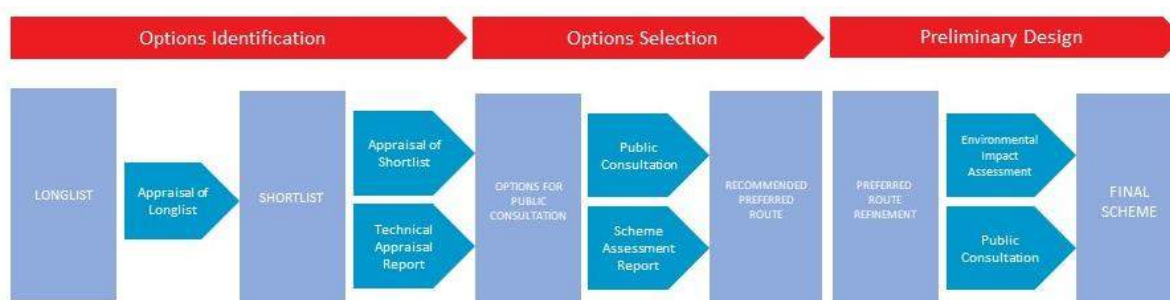 Options Identification
Options Selection
Preliminary Design
LONGLIST
Appraisal of
Longlist
SHORTLIST
Appraisal of
Shortlist
Technical
Appraisal
Report
OPTIONS FOR
PUBLIC
CONSULTATION
Public
Consultation
Scheme
Assessment
Report
RECOMMENDED
PREFERRED
ROUTE
PREFERRED
ROUTE
REFINEMENT
Environmental
Impact
Assessment
Public
Consultation
FINAL
SCHEME